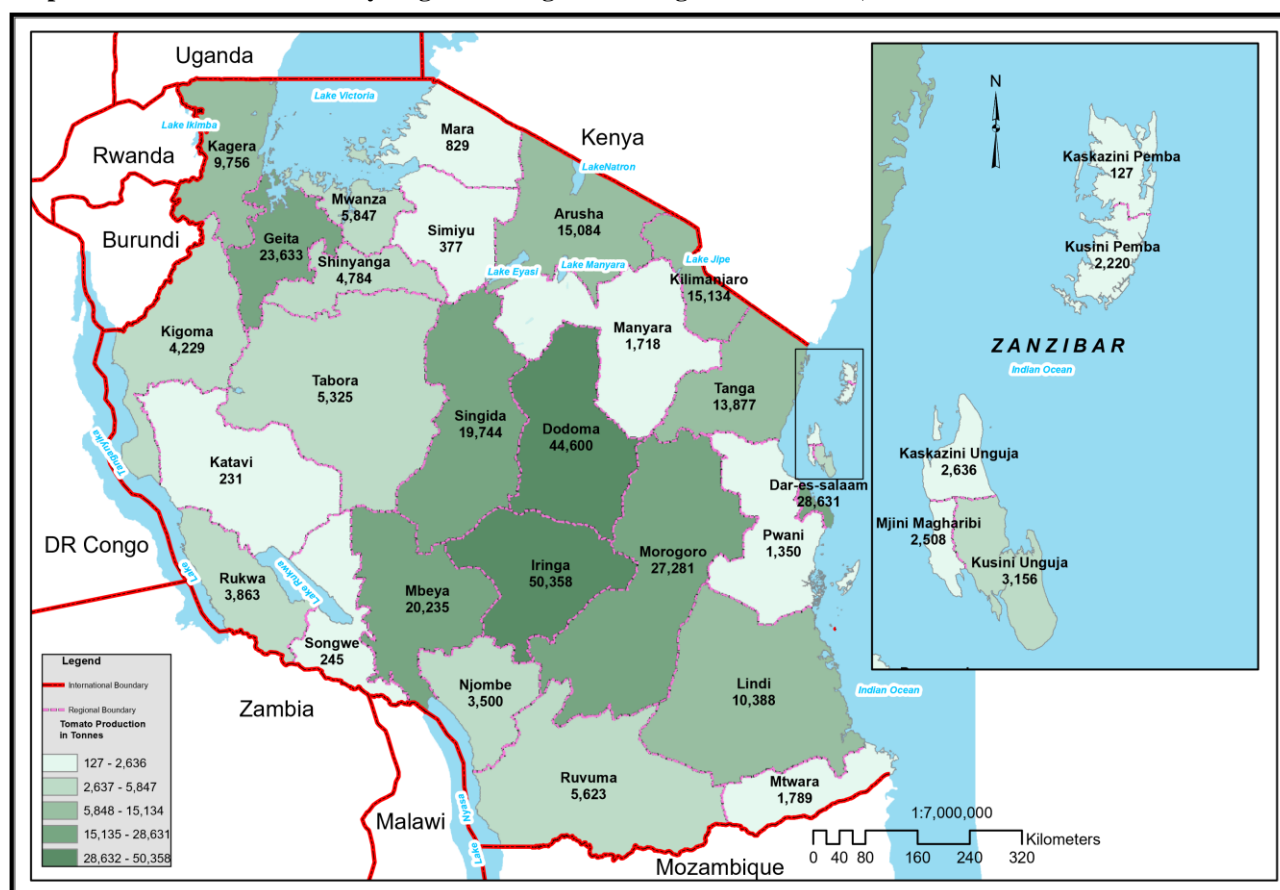 Uganda
Lake Victoria
Lake Ikimba
Kagera
9,756
Mara
829
Kenya
Rwanda
LakeNatron
Mwanza
5,847
Arusha
15,084
Burundi
Geita
23,633
Simiyu
377
Shinyanga
4,784
Lake Eyasi
Lake Manyara
Lake Jipe
Kilimanjaro
15,134
Kigoma
4,229
Manyara
1,718
Tabora
5,325
Singida
19,744
Dodoma
44,600
Tanga
13,877
Katavi
231
Tanganyika
Lake
Dar-es-salaam
28,631
Pwani
1,350
DR Congo
Rukwa
3,863
Lake Rukwa
Mbeya
20,235
Iringa
50,358
Morogoro
27,281
Songwe
245
Zambia
Njombe
3,500
Lindi
10,388
Indian Ocean
Ruvuma
5,623
Mtwara
1,789
Malawi
Nyasa
Lake
Mozambique
N
Kaskazini Pemba
127
Kusini Pemba
2,220
ZANZIBAR
Indian Ocean
Kaskazini Unguja
2,636
Mjini Magharibi
2,508
Kusini Unguja
3,156
Legend
International Boundary
Regional Boundary
Tomato Production
in Tonnes
127 - 2,636
2,637 - 5,847
5,848 - 15,134
15,135 - 28,631
28,632 - 50,358
1:7,000,000
Kilometers
0 40 80 160 240 320